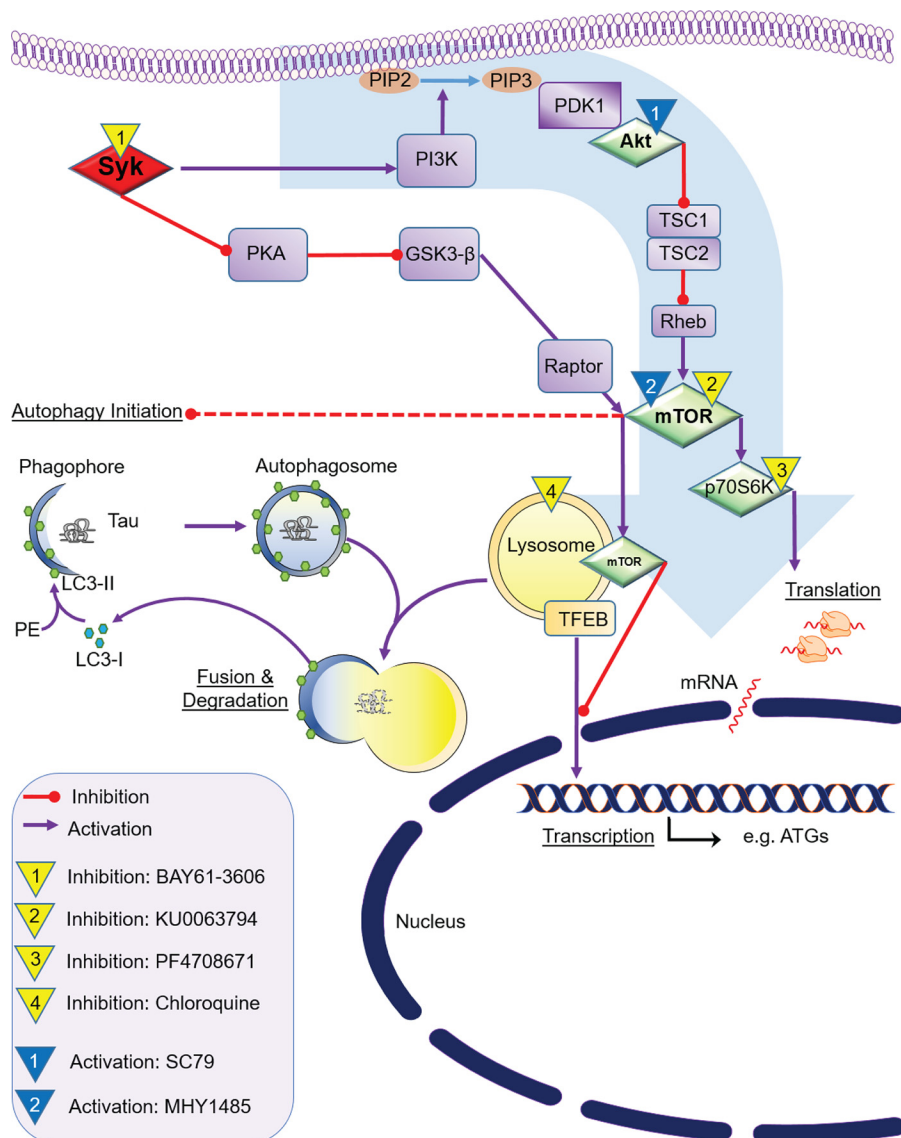 PIP2
PIP3
PDK1
1
Akt
1
Syk
PI3K
TSC1
TSC2
PKA
GSK3-β
Rheb
Raptor
2
2
mTOR
Autophagy Initiation
3
p70S6K
Phagophore
Autophagosome
Tau
4
Lysosome
mTOR
LC3-II
TFEB
Translation
PE
LC3-I
Fusion &
Degradation
mRNA
Inhibition
Activation
Transcription
e.g. ATGs
1 Inhibition: BAY61-3606
2 Inhibition: KU0063794
3 Inhibition: PF4708671
4 Inhibition: Chloroquine
1 Activation: SC79
2 Activation: MHY1485
Nucleus